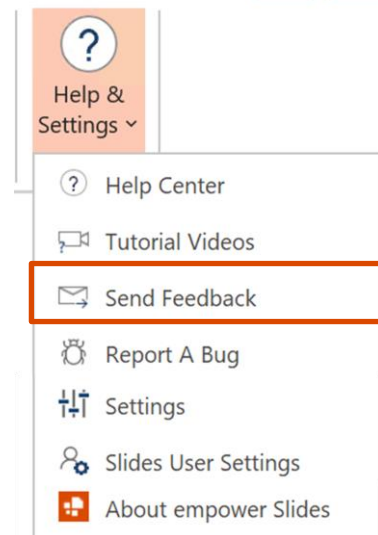 Help &
Settings
Help Center
Tutorial Videos
Send Feedback
Report A Bug
Settings
Slides User Settings
About empower Slides